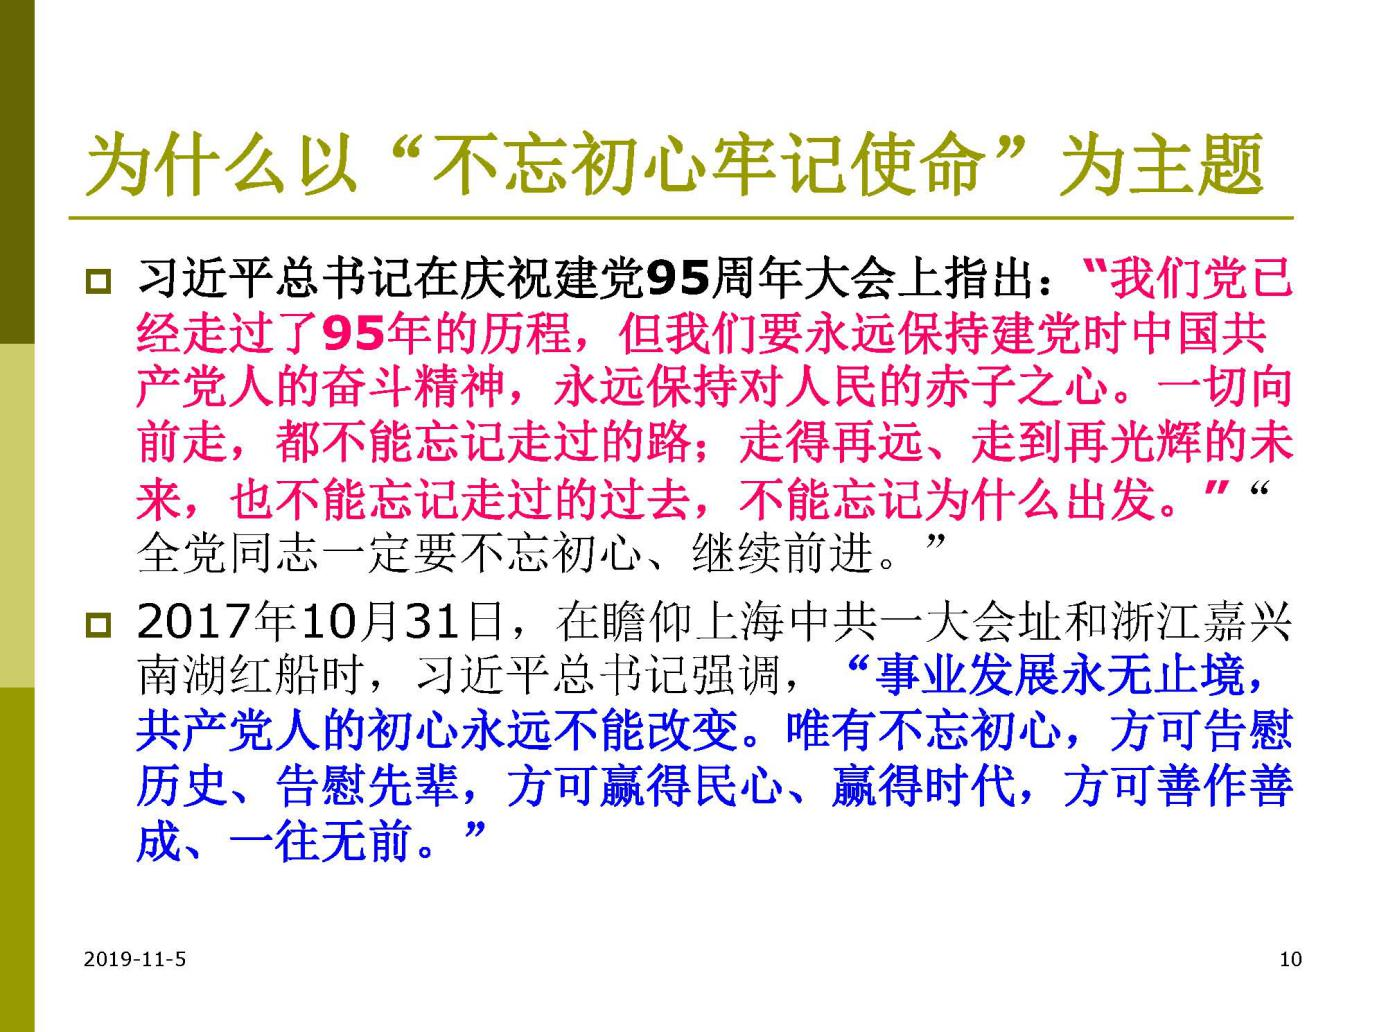 为什么以“不忘初心牢记使命”为主题
习近平总书记在庆祝建党95周年大会上指出：“我们党已
经走过了95年的历程，但我们要永远保持建党时中国共
产党人的奋斗精神，永远保持对人民的赤子之心。一切向
前走，都不能忘记走过的路；走得再远、走到再光辉的未
来，也不能忘记走过的过去，不能忘记为什么出发。”“
全党同志一定要不忘初心、继续前进。”
2017年10月31日，在瞻仰上海中共一大会址和浙江嘉兴
南湖红船时，习近平总书记强调，“事业发展永无止境，
共产党人的初心永远不能改变。唯有不忘初心，方可告慰
历史、告慰先辈，方可赢得民心、赢得时代，方可善作善
成、一往无前。”
2019-11-5
10